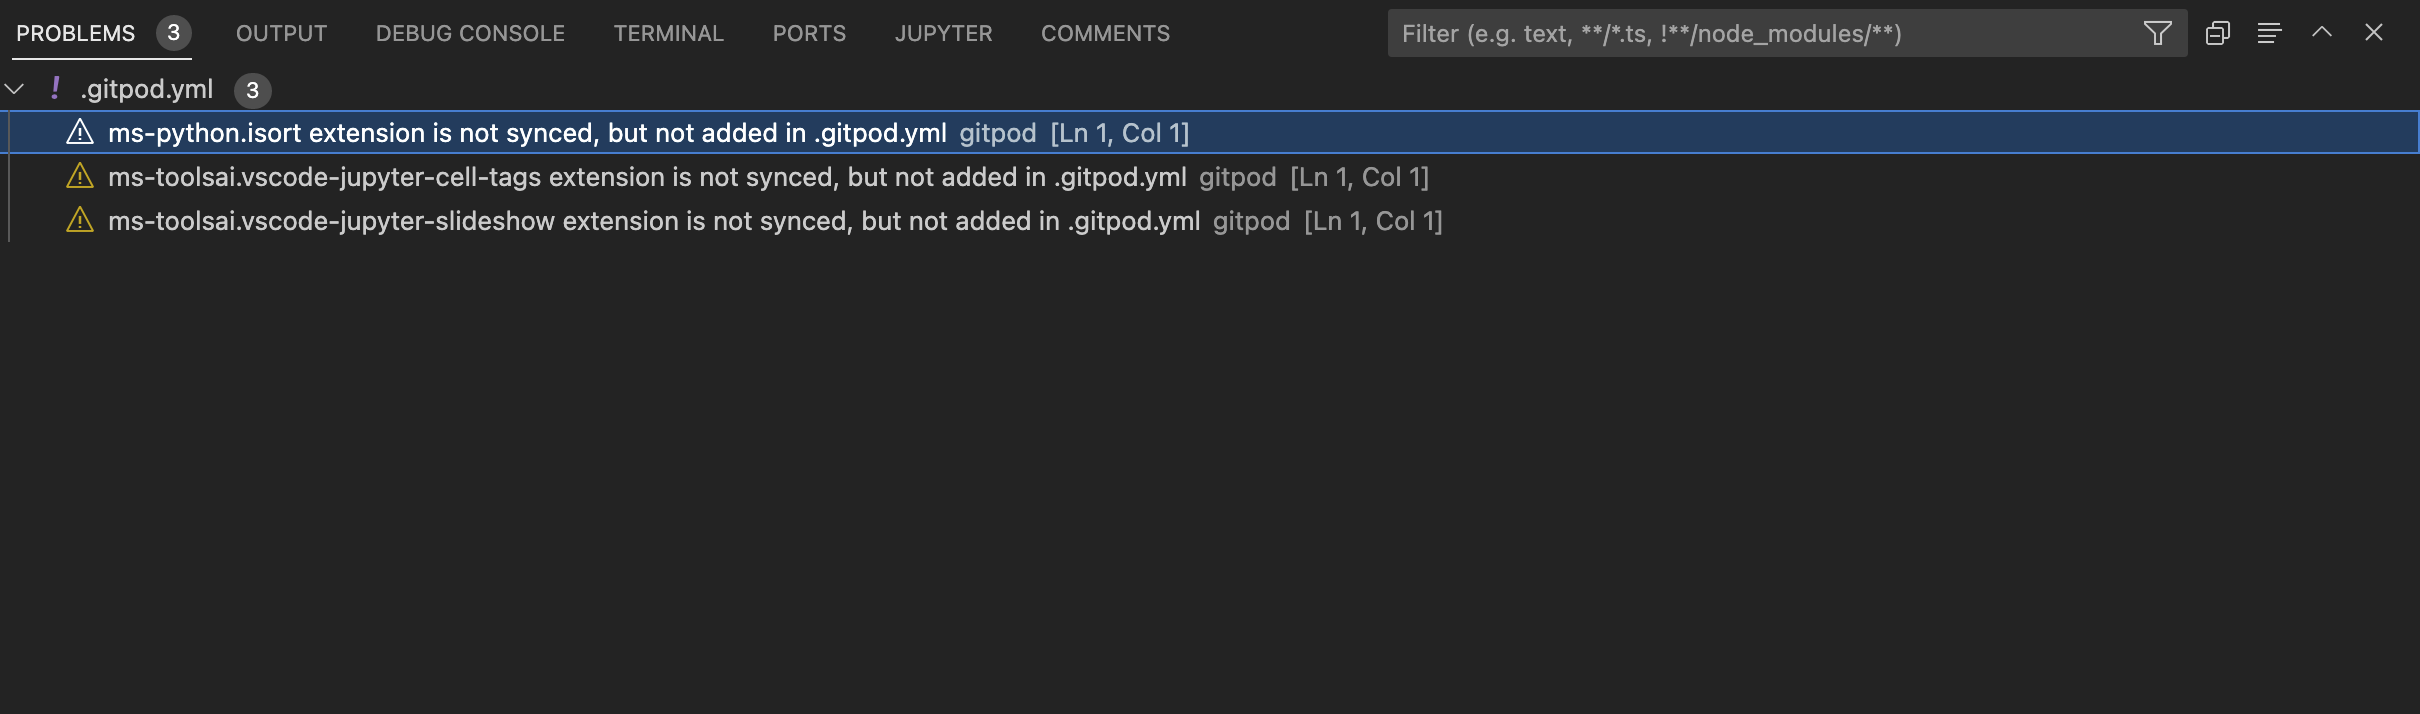 PROBLEMS 3 OUTPUT DEBUG CONSOLE TERMINAL PORTS JUPYTER COMMENTS Filter (e.g. text, **/*.ts, !**/node_modules/**)
.gitpod.yml 3
ms-python.isort extension is not synced, but not added in .gitpod.yml gitpod [Ln 1, Col 1]
ms-toolsai.vscode-jupyter-cell-tags extension is not synced, but not added in .gitpod.yml gitpod [Ln 1, Col 1]
ms-toolsai.vscode-jupyter-slideshow extension is not synced, but not added in .gitpod.yml gitpod [Ln 1, Col 1]